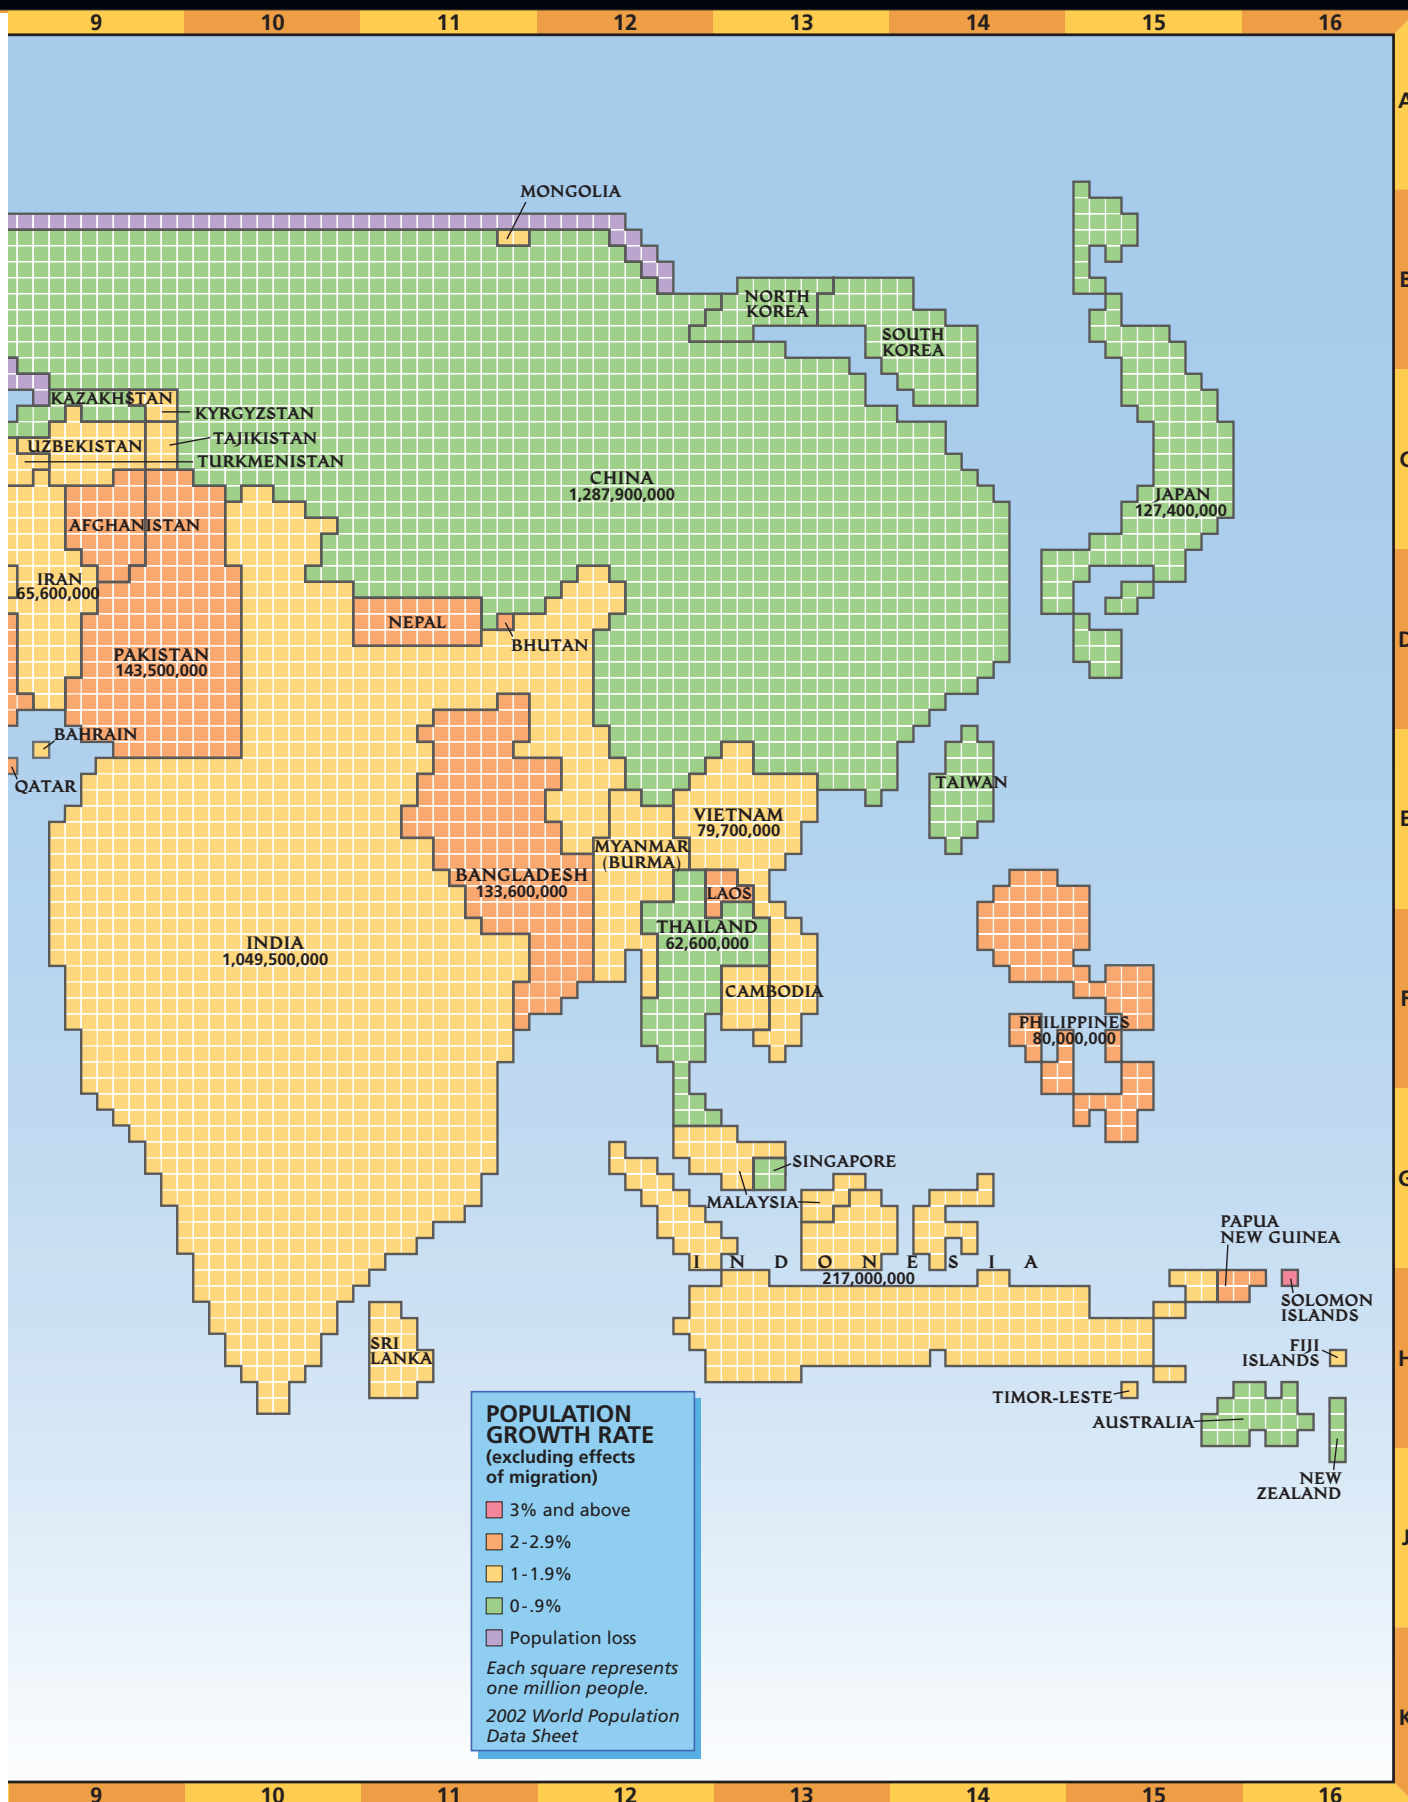 9 10 11 12 13 14 15 16
A
MONGOLIA
B
NORTH
KOREA
SOUTH
KOREA
KAZAKHSTAN
KYRGYZSTAN
TAJIKISTAN
UZBEKISTAN
TURKMENISTAN
C
CHINA
1,287,900,000
JAPAN
127,400,000
AFGHANISTAN
IRAN
65,600,000
NEPAL
BHUTAN
D
PAKISTAN
143,500,000
BAHRAIN
QATAR
TAIWAN
VIETNAM
79,700,000
E
MYANMAR
(BURMA)
BANGLADESH
133,600,000
LAOS
THAILAND
62,600,000
INDIA
1,049,500,000
CAMBODIA
F
PHILIPPINES
80,000,000
SINGAPORE
G
MALAYSIA
PAPUA
NEW GUINEA
INDONESIA
217,000,000
SOLOMON
ISLANDS
SRI
LANKA
FIJI
ISLANDS
H
TIMOR-LESTE
AUSTRALIA
NEW
ZEALAND
POPULATION
GROWTH RATE
(excluding effects
of migration)
3% and above
2-2.9%
1-1.9%
0-.9%
Population loss
Each square represents
one million people.
2002 World Population
Data Sheet
J
K
9 10 11 12 13 14 15 16